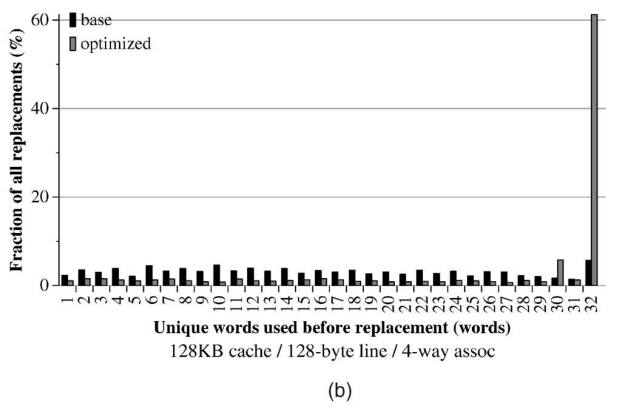 base
optimized
Fraction of all replacements (%)
60
40
20
0
1 2 3 4 5 6 7 8 9 10 11 12 13 14 15 16 17 18 19 20 21 22 23 24 25 26 27 28 29 30 31 32
Unique words used before replacement (words)
128KB cache / 128-byte line / 4-way assoc
(b)